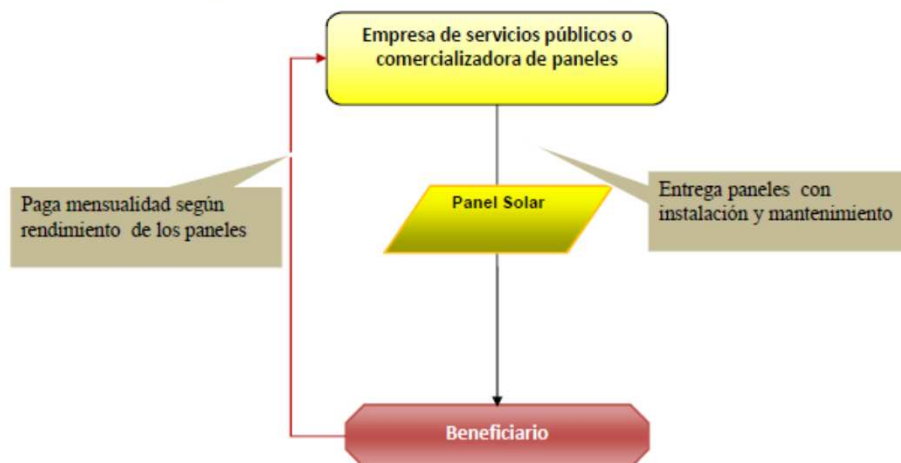 Empresa de servicios públicos o
comercializadora de paneles
Panel Solar
Entrega paneles con
instalación y mantenimiento
Paga mensualidad según
rendimiento de los paneles
Beneficiario